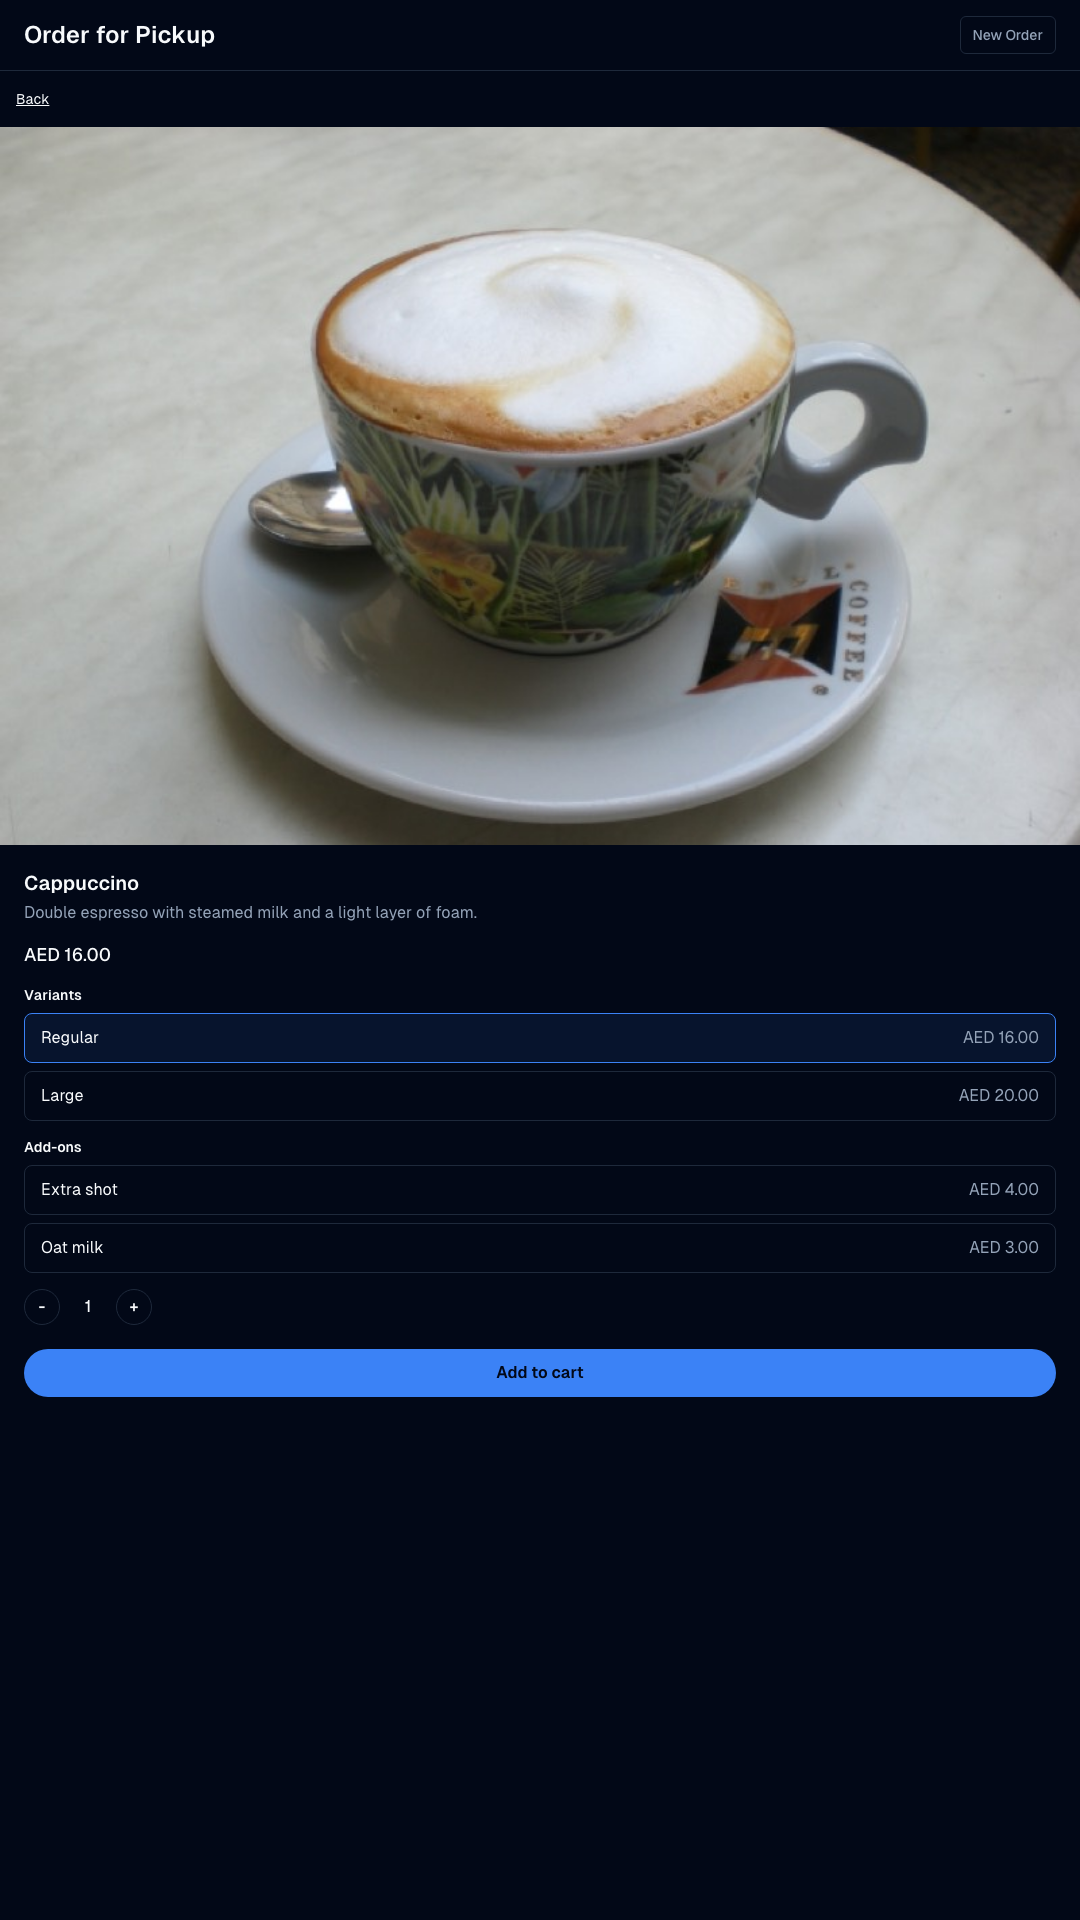 Order for Pickup
New Order
Back
COFFEE
Cappuccino
Double espresso with steamed milk and a light layer of foam.
AED 16.00
Variants
Regular AED 16.00
Large AED 20.00
Add-ons
Extra shot AED 4.00
Oat milk AED 3.00
- 1 +
Add to cart